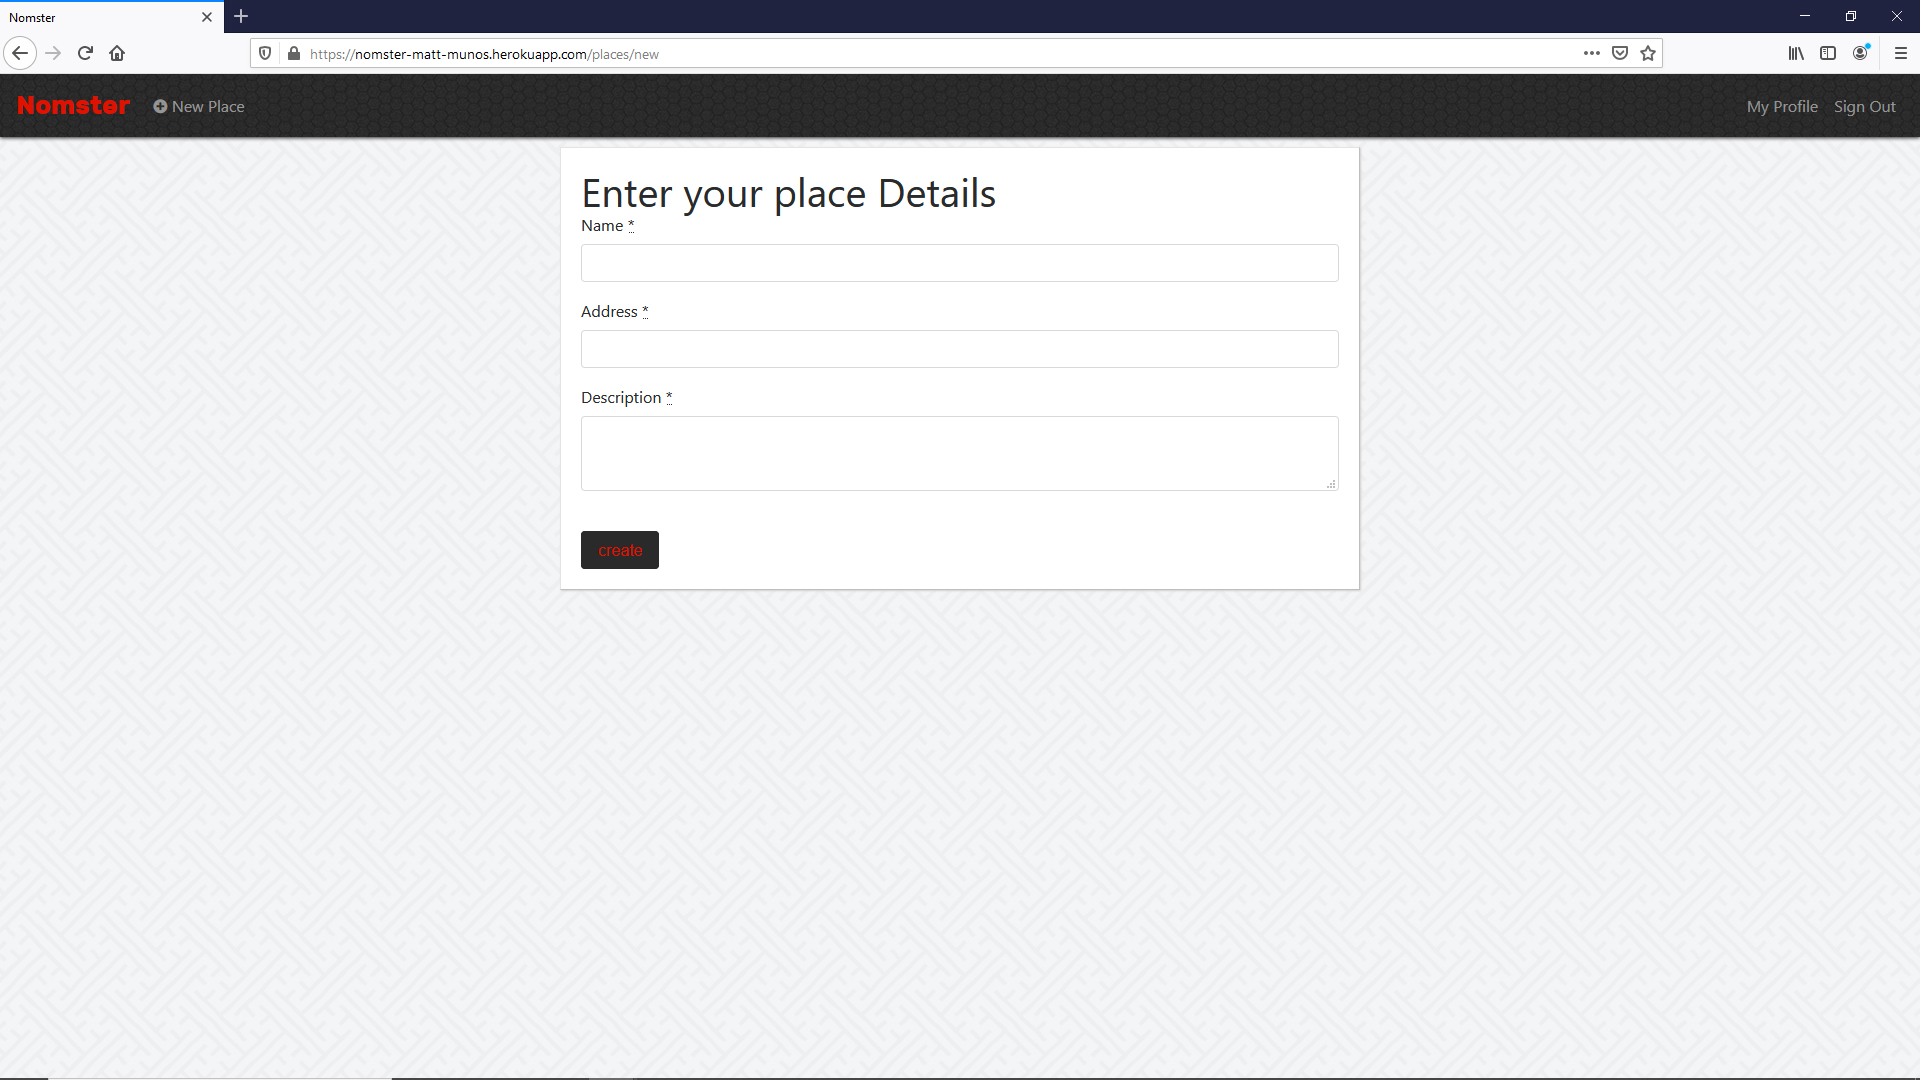 Nomster
https://nomster-matt-munos.herokuapp.com/places/new
Nomster New Place My Profile Sign Out
Enter your place Details
Name *
Address *
Description *
create